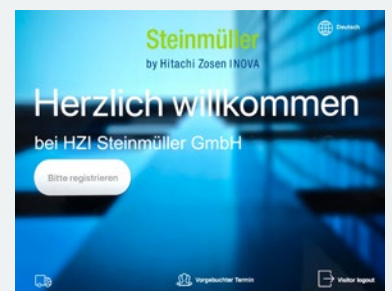 Deutsch
Steinmüller
by Hitachi Zosen INOVA
Herzlich willkommen
bei HZI Steinmüller GmbH
Bitte registrieren
Vorgebuchter Termin
Visitor logout